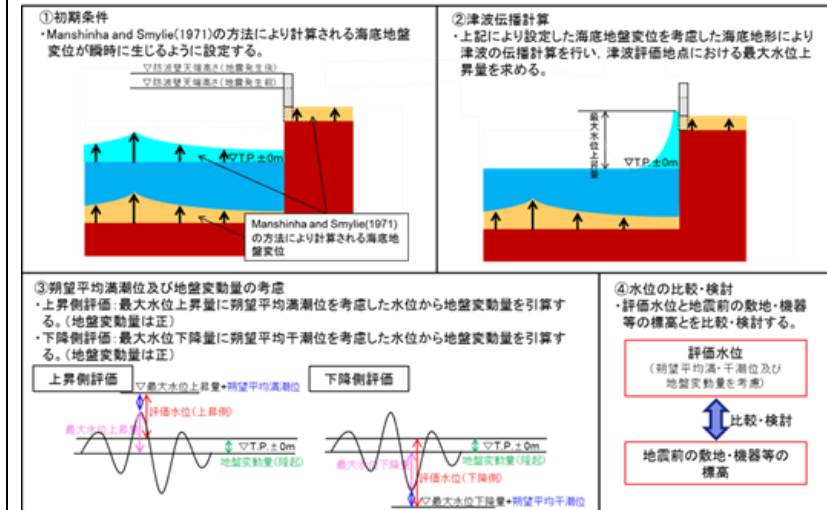 ①初期条件
・Manshinha and Smylie(1971)の方法により計算される海底地盤
変位が瞬時に生じるように設定する。
▽防波壁天端高さ(地震発生後)
▽防波壁天端高さ(地震発生前)
▽T.P.±0m
Manshinha and Smylie(1971)
の方法により計算される海底地
盤変位
②津波伝播計算
・上記により設定した海底地盤変位を考慮した海底地形により
津波の伝播計算を行い、津波評価地点における最大水位上
昇量を求める。
最大水位上昇量
▽T.P.±0m
③朔望平均満潮位及び地盤変動量の考慮
・上昇側評価:最大水位上昇量に朔望平均満潮位を考慮した水位から地盤変動量を引算す
る。(地盤変動量は正)
・下降側評価:最大水位下降量に朔望平均干潮位を考慮した水位から地盤変動量を引算す
る。(地盤変動量は正)
上昇側評価
▽最大水位上昇量+朔望平均満潮位
評価水位(上昇側)
最大水位上昇量
▽T.P.±0m
地盤変動量(隆起)
下降側評価
▽T.P.±0m
地盤変動量(隆起)
最大水位下降量
評価水位(下降側)
▽最大水位下降量+朔望平均干潮位
④水位の比較・検討
・評価水位と地震前の敷地・機器
等の標高とを比較・検討する。
評価水位
(朔望平均満・干潮位及び
地盤変動量を考慮)
比較・検討
地震前の敷地・機器等の
標高